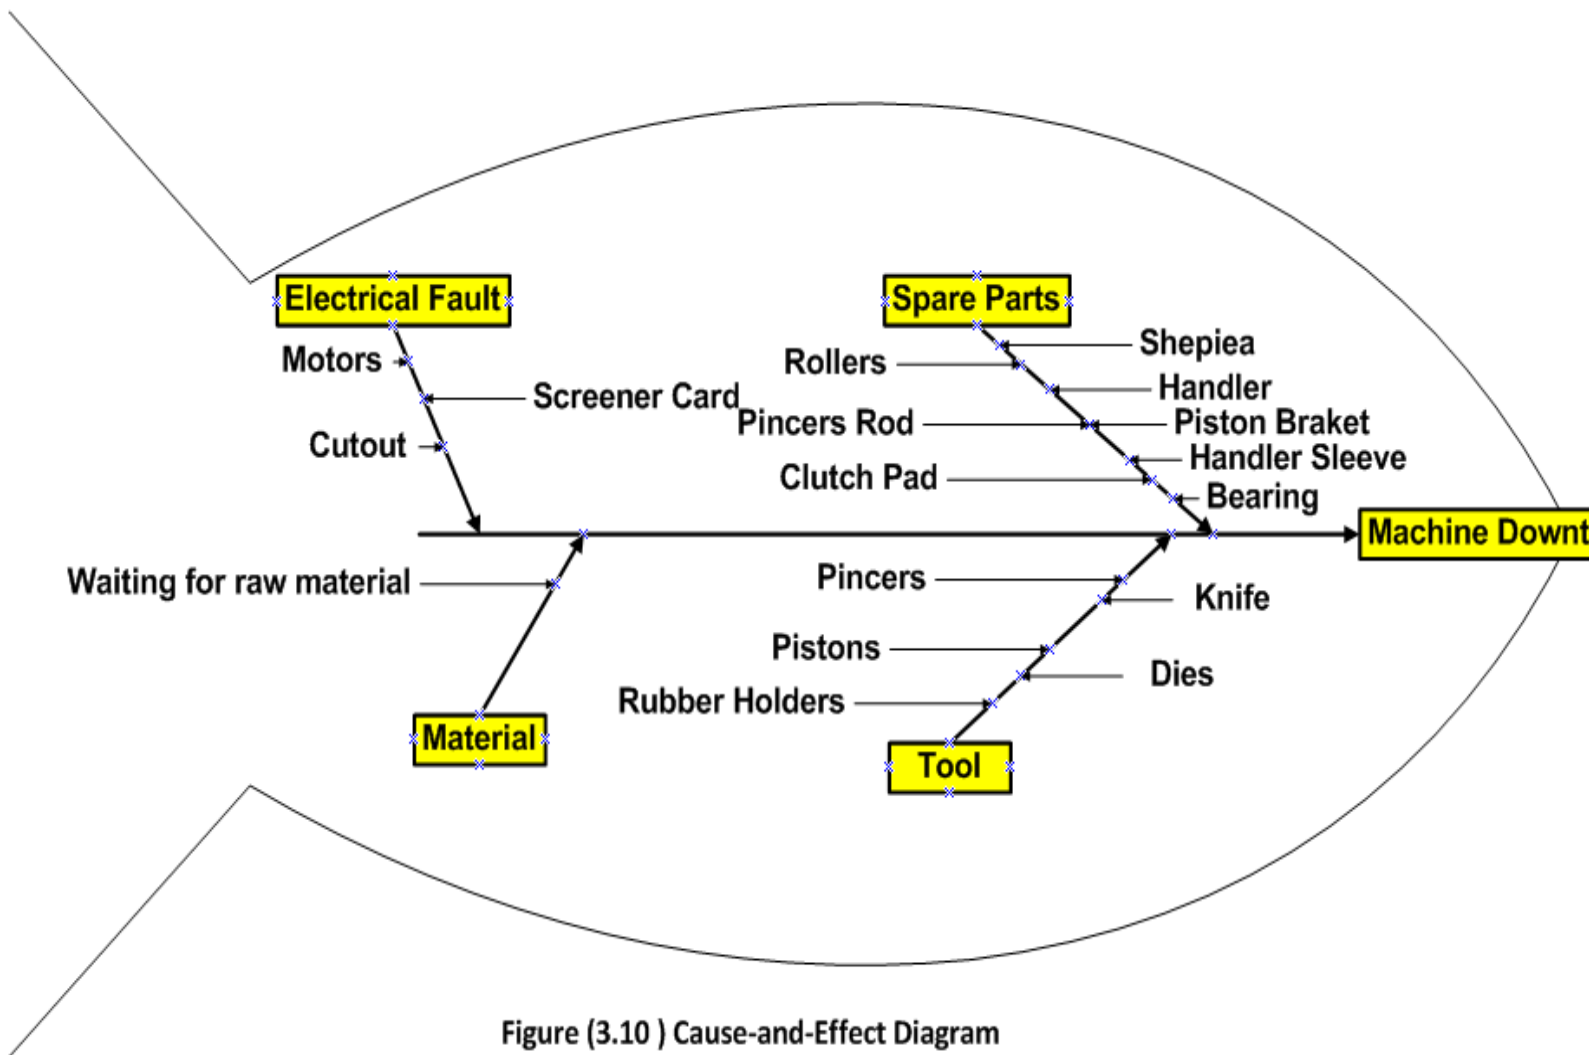 Electrical Fault
Spare Parts
Motors
Screener Card
Cutout
Shepiea
Rollers
Handler
Pincers Rod
Piston Braket
Handler Sleeve
Clutch Pad
Bearing
Machine Downt
Waiting for raw material
Pincers
Knife
Pistons
Dies
Rubber Holders
Material
Tool
Figure (3.10 ) Cause-and-Effect Diagram